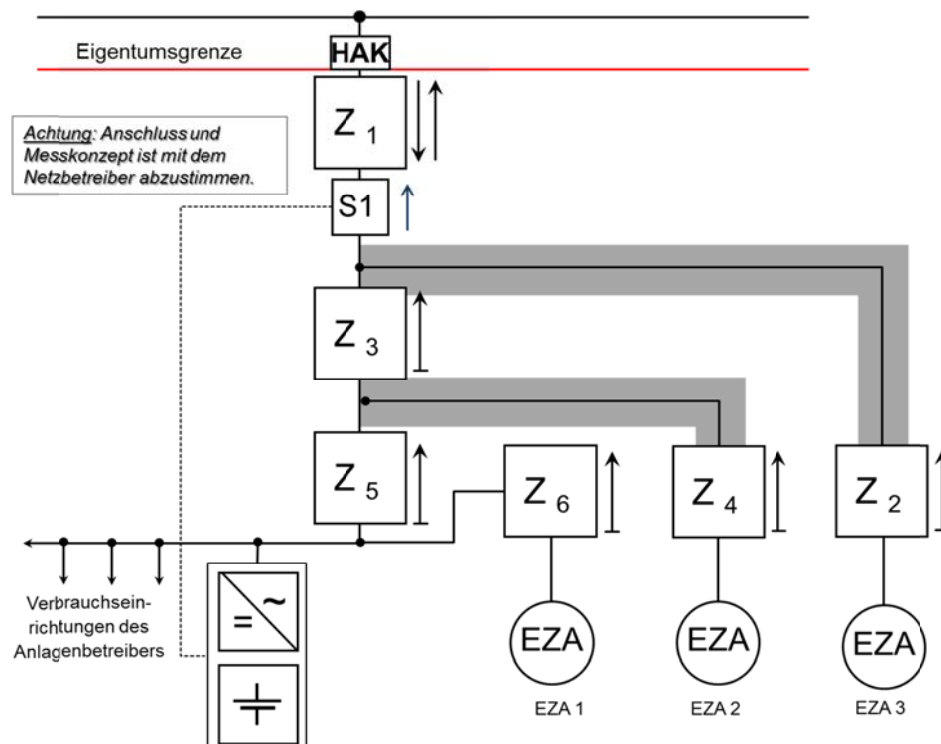 Eigentumsgrenze
HAK
Z 1
Achtung: Anschluss und
Messkonzept ist mit dem
Netzbetreiber abzustimmen.
S1
Z 3
Z 5
Z 6
Z 4
Z 2
Verbrauchsein-
richtungen des
Anlagenbetreibers
= ~
EZA
EZA
EZA
EZA 1
EZA 2
EZA 3